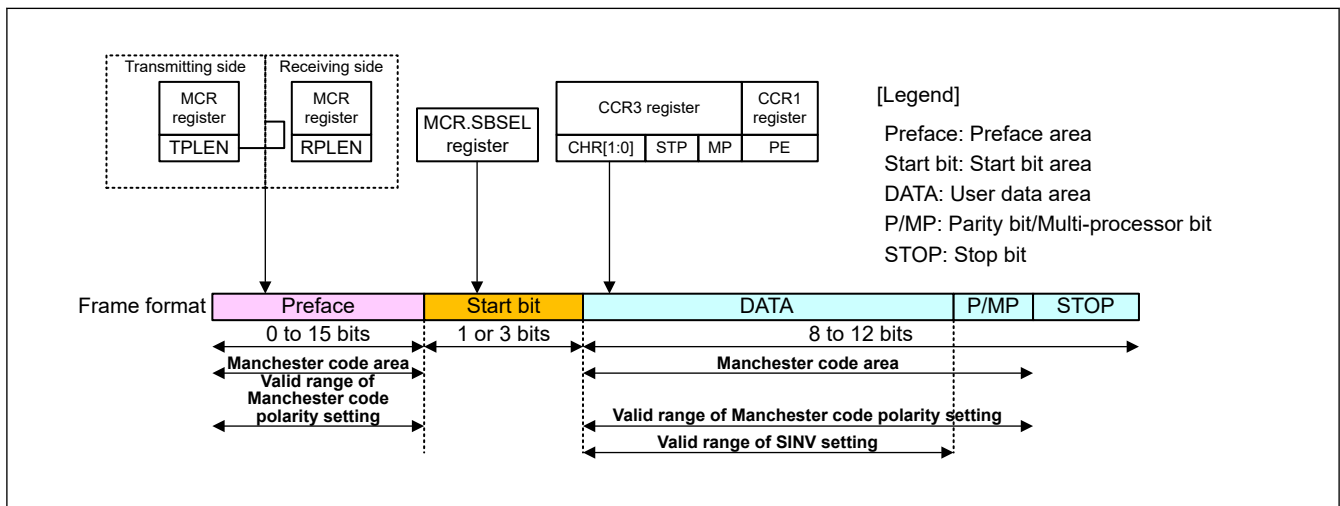 Transmitting side
Receiving side
MCR
register
TPLEN
MCR
register
RPLEN
MCR.SBSEL
register
CCR3 register
CCR1
register
CHR[1:0]
STP
MP
PE
[Legend]
Preface: Preface area
Start bit: Start bit area
DATA: User data area
P/MP: Parity bit/Multi-processor bit
STOP: Stop bit
Frame format
Preface
Start bit
DATA
P/MP
STOP
0 to 15 bits
1 or 3 bits
8 to 12 bits
Manchester code area
Valid range of
Manchester code
polarity setting
Manchester code area
Valid range of Manchester code polarity setting
Valid range of SINV setting